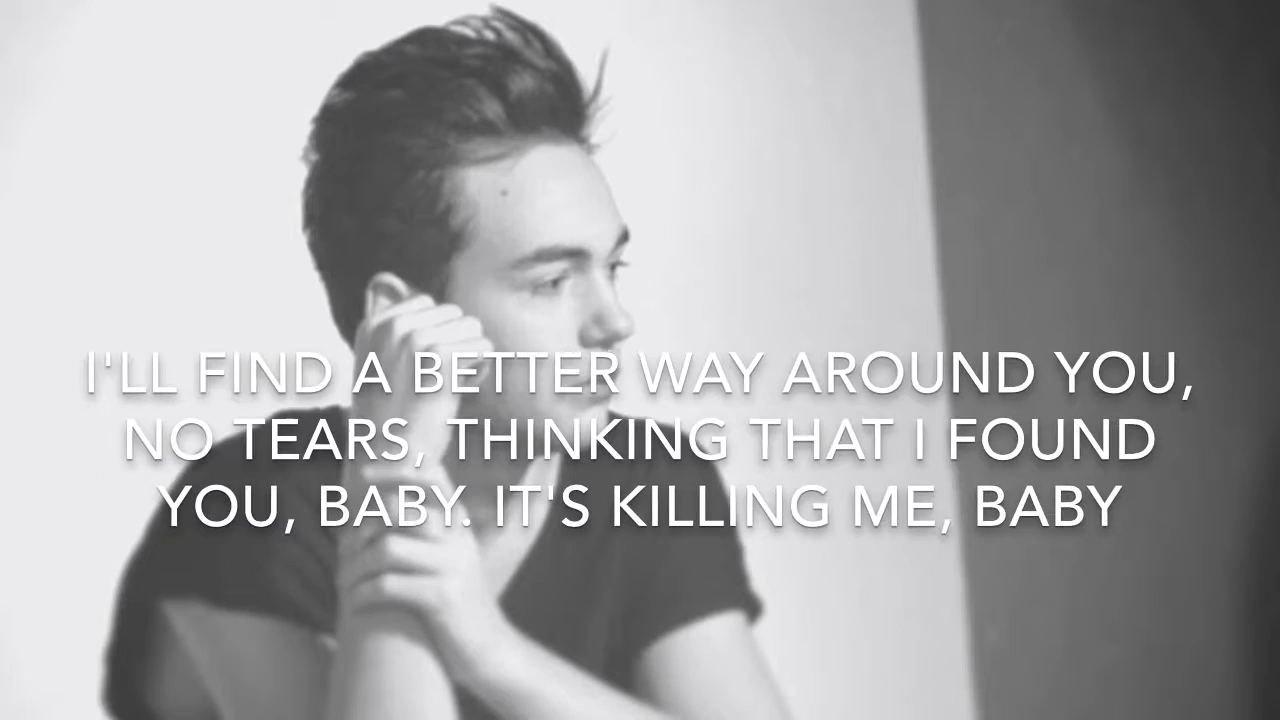 I'LL FIND A BETTER WAY AROUND YOU,
NO TEARS, THINKING THAT I FOUND
YOU, BABY. IT'S KILLING ME, BABY